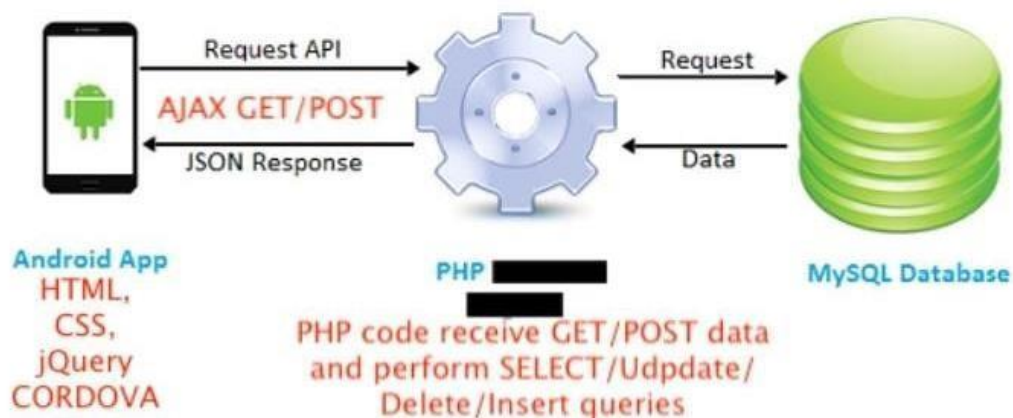 Request API
AJAX GET/POST
JSON Response
Request
Data
Android App
HTML,
CSS,
jQuery
CORDOVA
PHP
PHP code receive GET/POST data
and perform SELECT/Udpdate/
Delete/Insert queries
MySQL Database